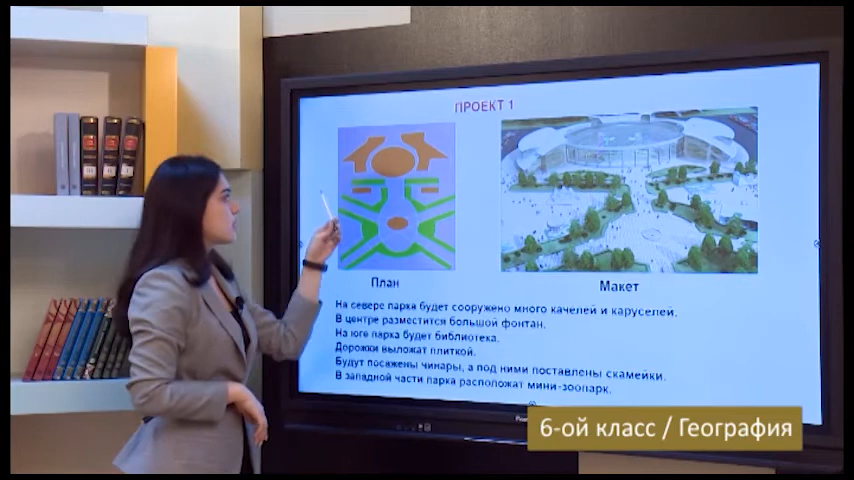 ПРОЕКТ 1
План
Макет
На севере парка будет сооружено много качелей и каруселей.
В центре разместится большой фонтан.
На юге парка будет библиотека.
Дорожки выложат плиткой.
Будут посажены чинары, а под ними поставлены скамейки.
В западной части парка расположат мини-зоопарк.
6-ой класс / География